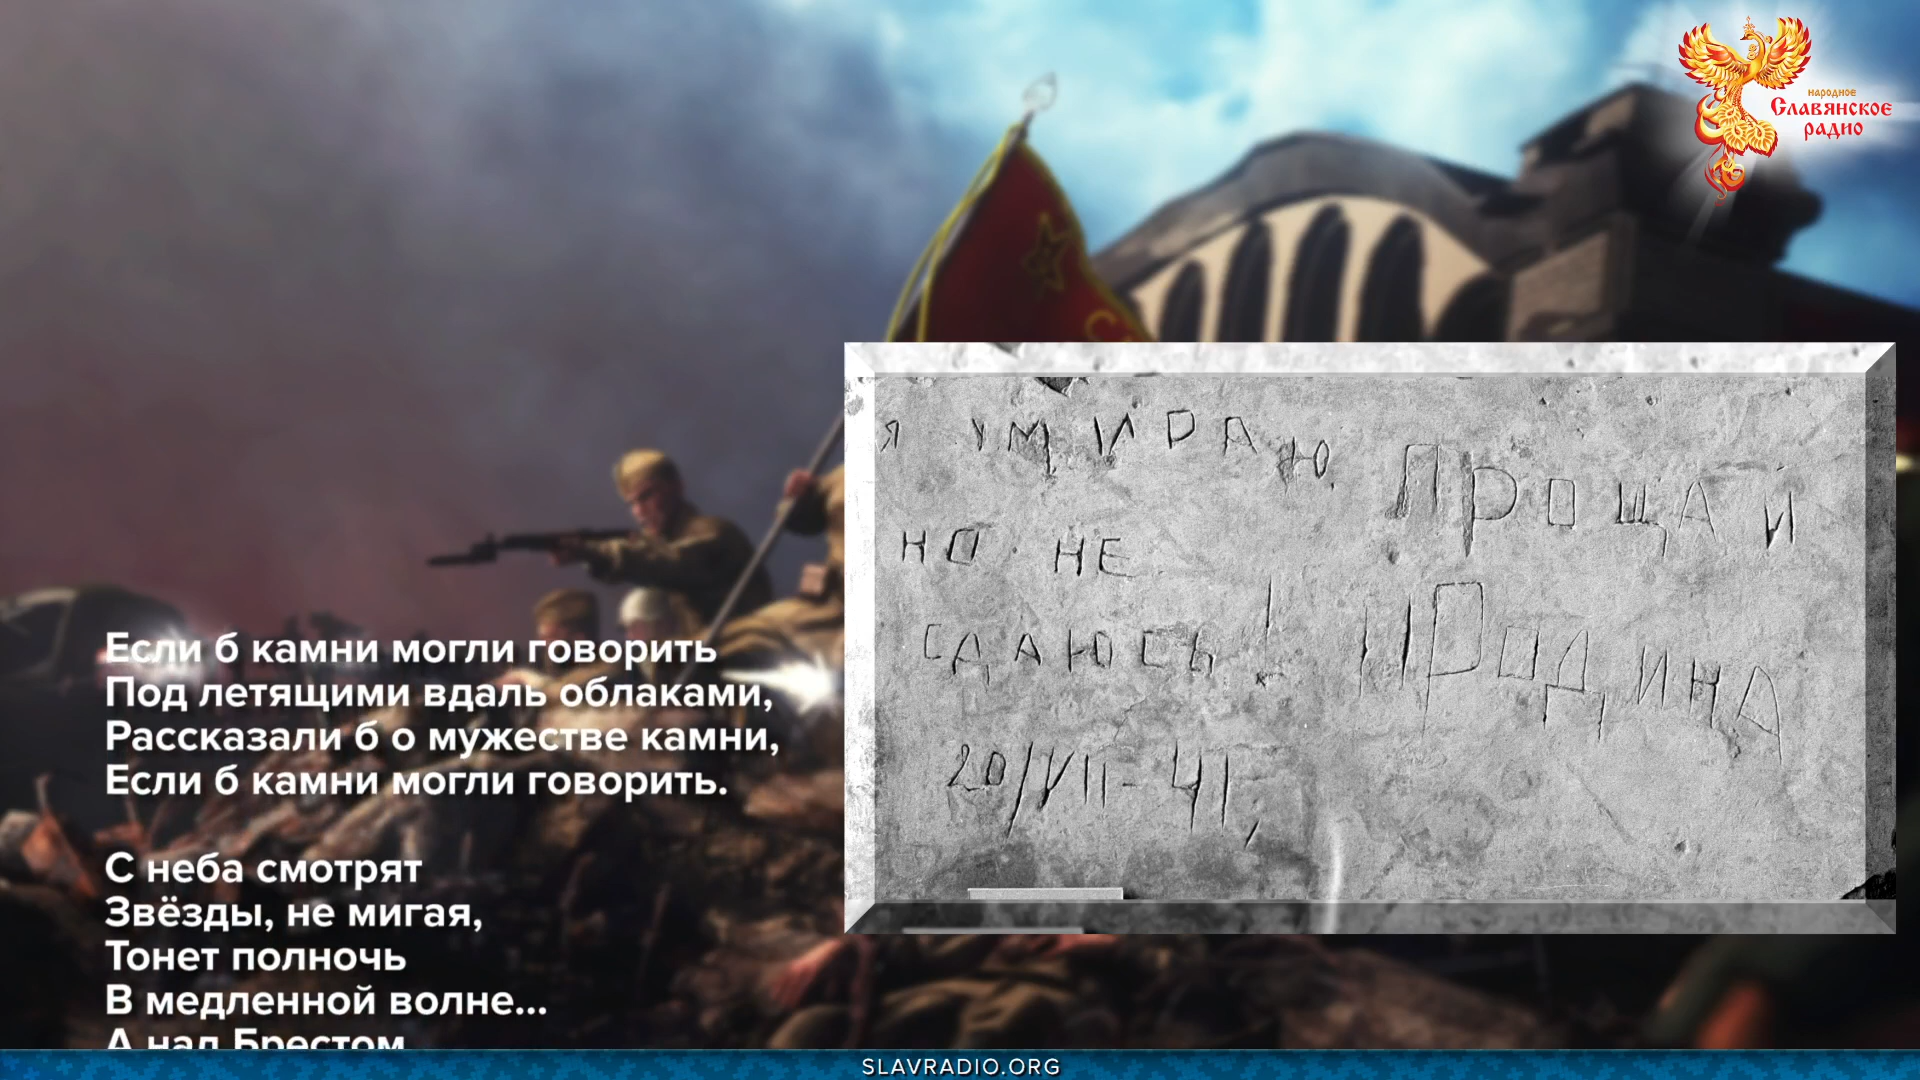 народное
Славянское
радио
Я УМИРАЮ,
НО НЕ
СДАЮСЬ!
ПРОЩАЙ
РОДИНА
20/VII-41,
Если б камни могли говорить
Под летящими вдаль облаками,
Рассказали б о мужестве камни,
Если б камни могли говорить.
С неба смотрят
Звёзды, не мигая,
Тонет полночь
В медленной волне...
А над Брестом
SLAVRADIO.ORG